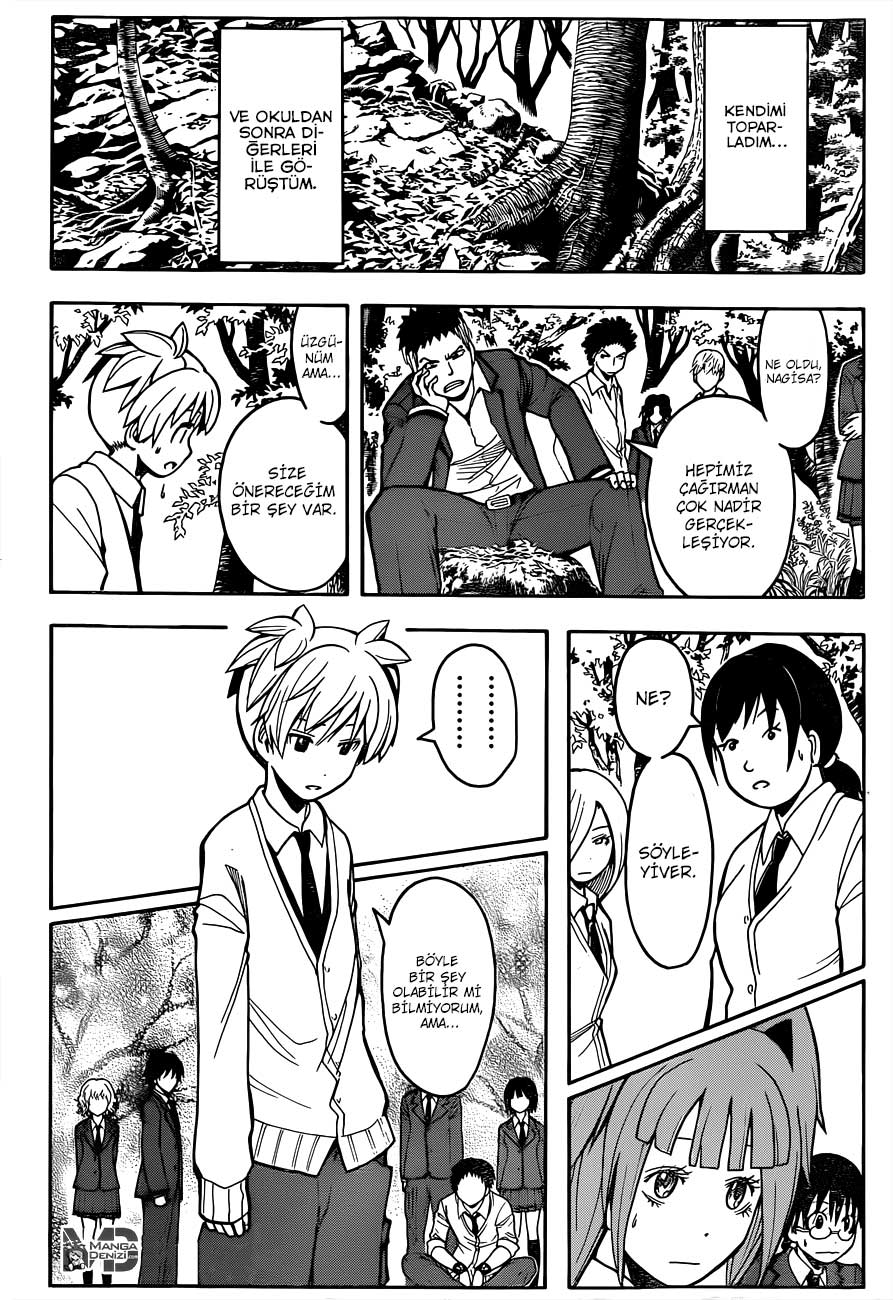 KENDİMİ
TOPAR-
LADIM...
VE OKULDAN
SONRA Dİ-
ĞERLERİ
İLE GÖ-
RÜŞTÜM.
NE OLDU,
NAGİSA?
HEPİMİZ
ÇAĞIRMAN
ÇOK NADİR
GERÇEK-
LEŞİYOR.
ÜZGÜ-
NÜM
AMA...
SİZE
ÖNERECEĞİM
BİR ŞEY VAR.
NE?
SÖYLE-
YİVER.
..........
BÖYLE
BİR ŞEY
OLABİLİR Mİ
BİLMİYORUM,
AMA...
MD MANGA
DENİZİ.com